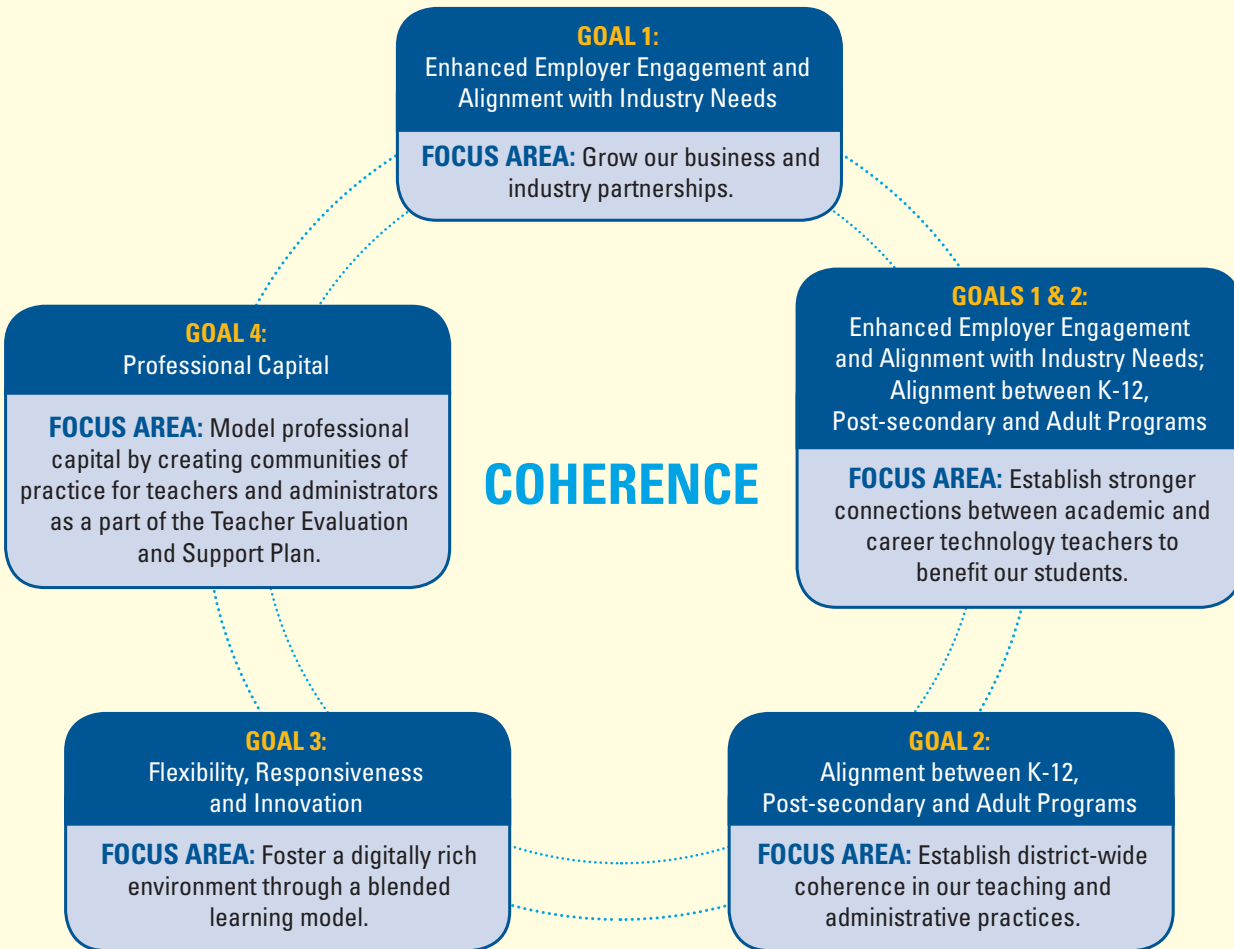 GOAL 1:
Enhanced Employer Engagement and
Alignment with Industry Needs
FOCUS AREA: Grow our business and
industry partnerships.
GOALS 1 & 2:
Enhanced Employer Engagement
and Alignment with Industry Needs;
Alignment between K-12,
Post-secondary and Adult Programs
FOCUS AREA: Establish stronger
connections between academic and
career technology teachers to
benefit our students.
GOAL 4:
Professional Capital
FOCUS AREA: Model professional
capital by creating communities of
practice for teachers and administrators
as a part of the Teacher Evaluation
and Support Plan.
COHERENCE
GOAL 3:
Flexibility, Responsiveness
and Innovation
FOCUS AREA: Foster a digitally rich
environment through a blended
learning model.
GOAL 2:
Alignment between K-12,
Post-secondary and Adult Programs
FOCUS AREA: Establish district-wide
coherence in our teaching and
administrative practices.